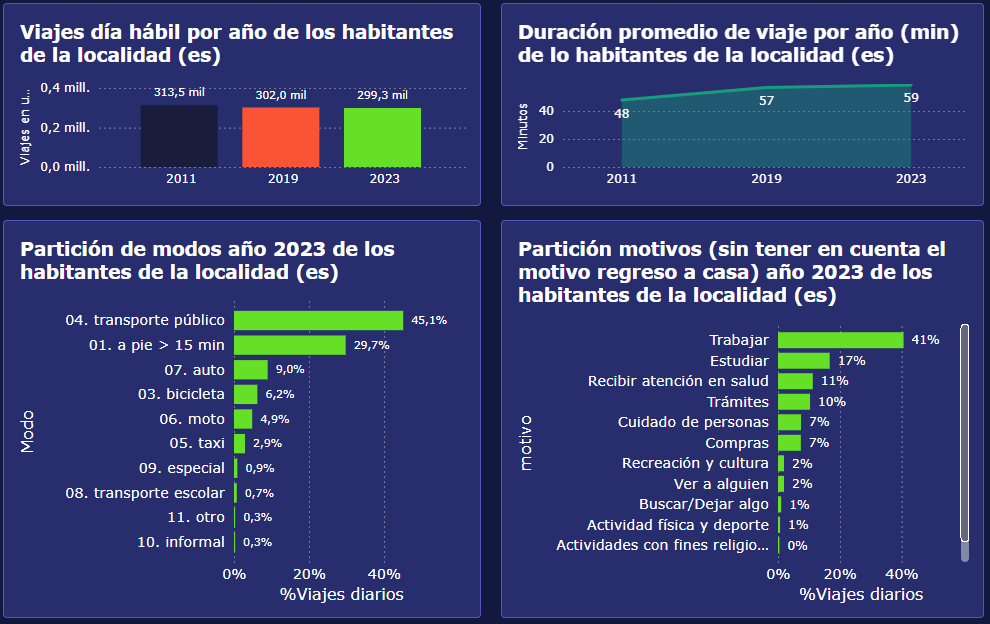 Viajes día hábil por año de los habitantes
de la localidad (es)
Viajes en u...
0,4 mill.
0,2 mill.
0,0 mill.
313,5 mil
302,0 mil
299,3 mil
2011
2019
2023
Duración promedio de viaje por año (min)
de lo habitantes de la localidad (es)
Minutos
40
20
0
48
57
59
2011
2019
2023
Partición de modos año 2023 de los
habitantes de la localidad (es)
Modo
04. transporte público 45,1%
01. a pie > 15 min 29,7%
07. auto 9,0%
03. bicicleta 6,2%
06. moto 4,9%
05. taxi 2,9%
09. especial 0,9%
08. transporte escolar 0,7%
11. otro 0,3%
10. informal 0,3%
0% 20% 40%
%Viajes diarios
Partición motivos (sin tener en cuenta el
motivo regreso a casa) año 2023 de los
habitantes de la localidad (es)
motivo
Trabajar 41%
Estudiar 17%
Recibir atención en salud 11%
Trámites 10%
Cuidado de personas 7%
Compras 7%
Recreación y cultura 2%
Ver a alguien 2%
Buscar/Dejar algo 1%
Actividad física y deporte 1%
Actividades con fines religio... 0%
0% 20% 40%
%Viajes diarios